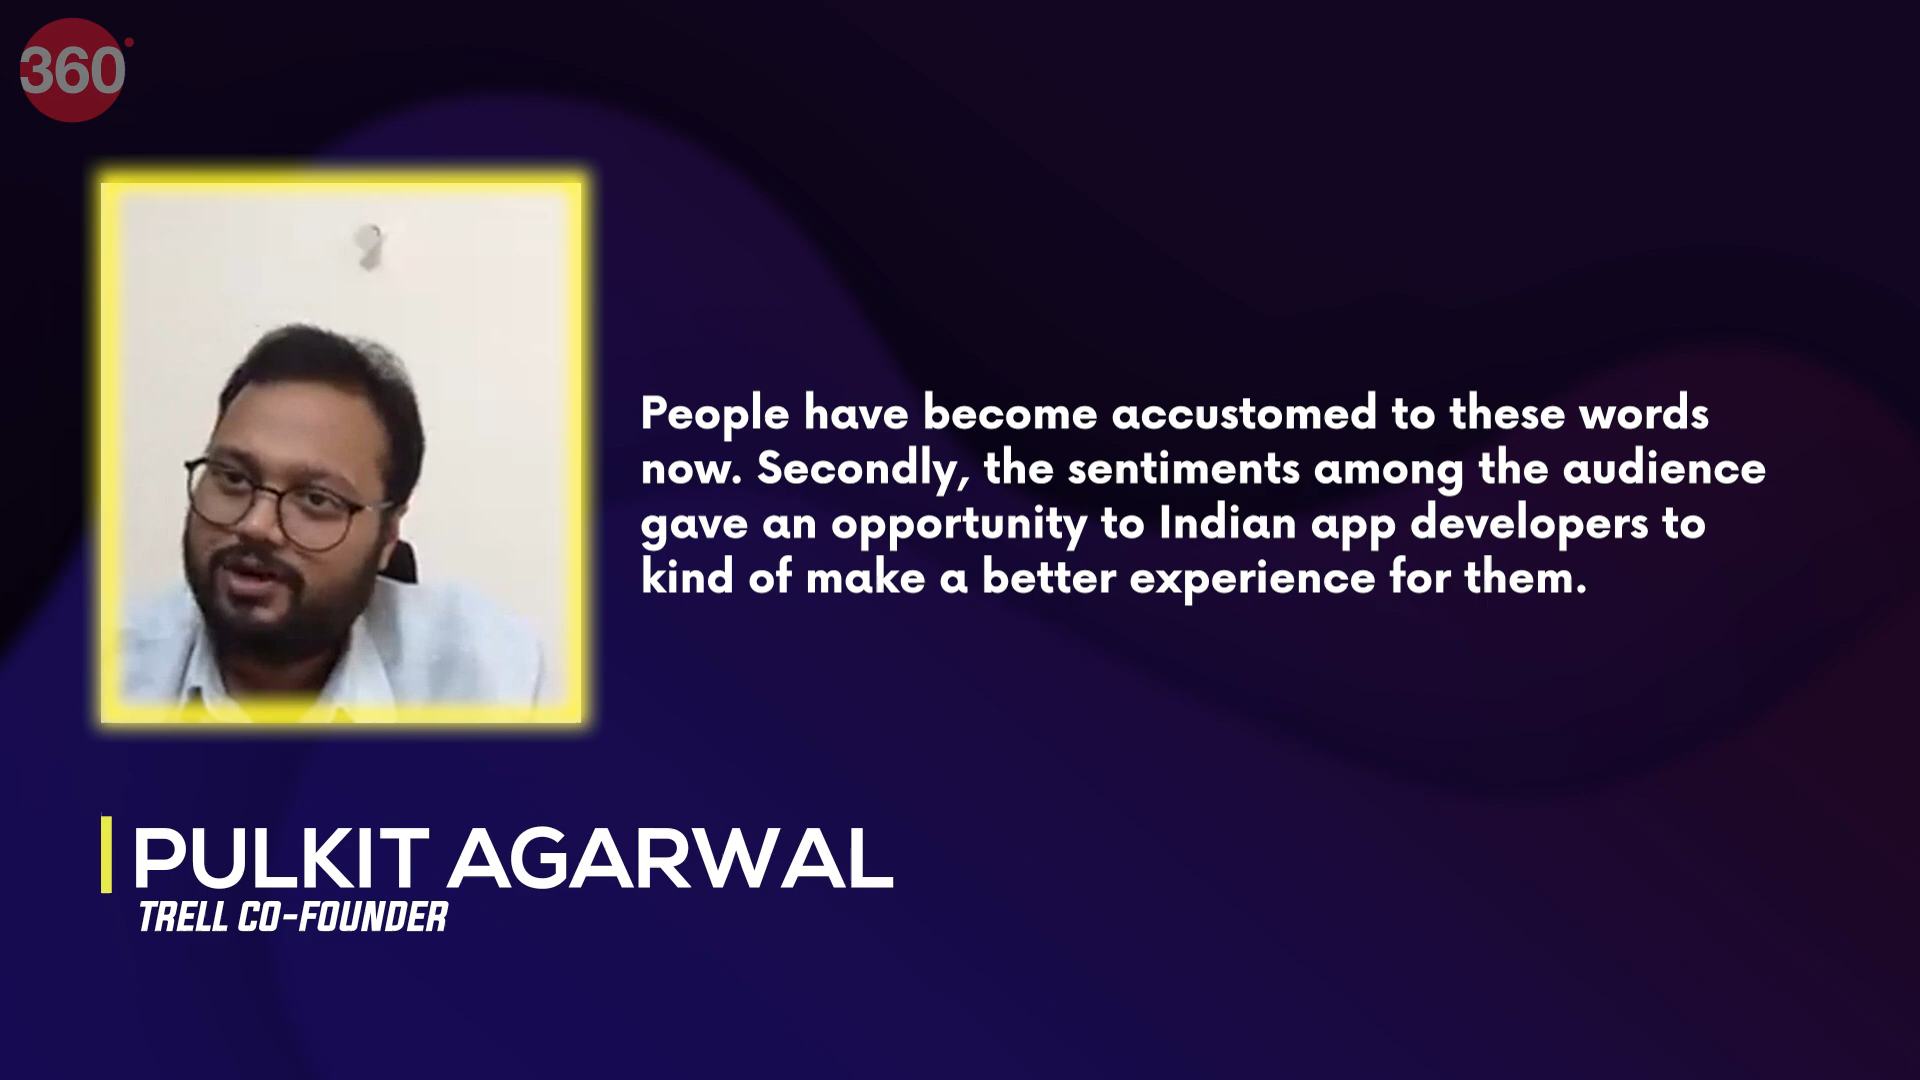 360
People have become accustomed to these words
now. Secondly, the sentiments among the audience
gave an opportunity to Indian app developers to
kind of make a better experience for them.
PULKIT AGARWAL
TRELL CO-FOUNDER